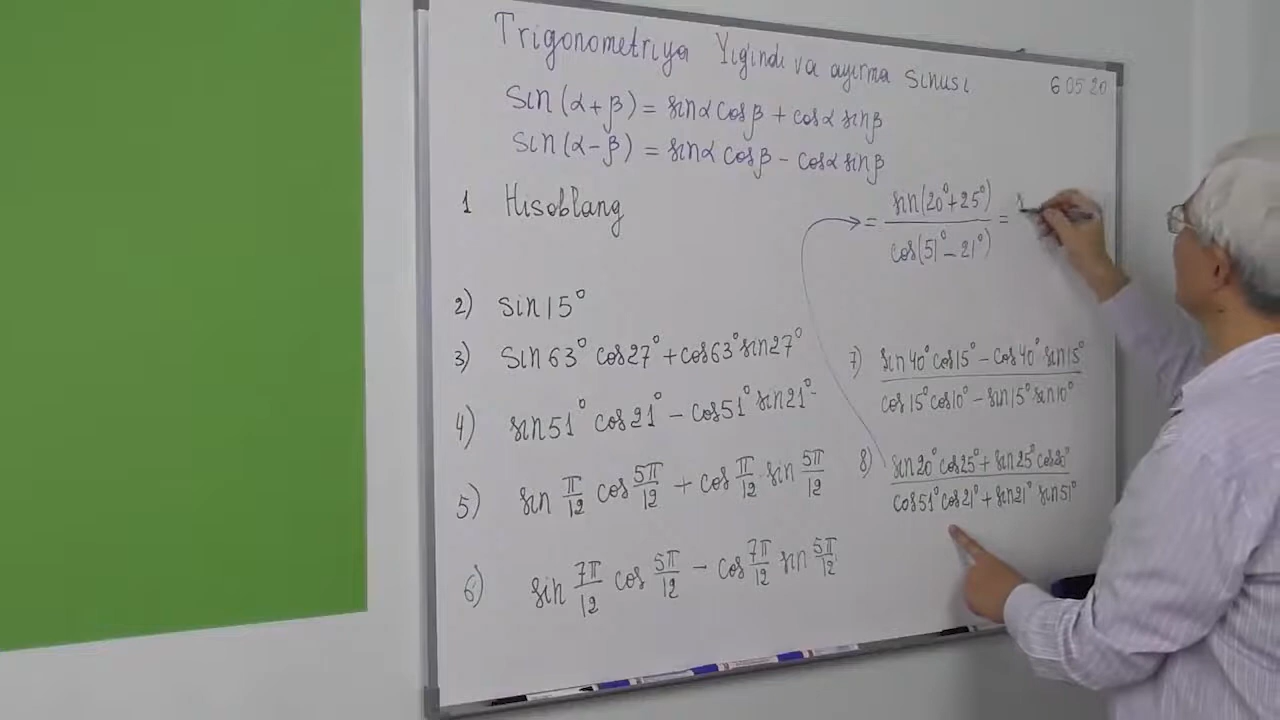 Trigonometriya Yig'indi va ayirma sinusi
6 05 20
sin(α+β) = sinα cosβ + cosα sinβ
sin(α-β) = sinα cosβ - cosα sinβ
1 Hisoblang
= sin(20°+25°) / cos(51°-21°) =
2) sin15°
3) sin63° cos27° + cos63° sin27°
4) sin51° cos21° - cos51° sin21°
5) sin π/12 cos 5π/12 + cos π/12 sin 5π/12
6) sin 7π/12 cos 5π/12 - cos 7π/12 sin 5π/12
7) sin40° cos15° - cos40° sin15° / cos15° cos10° - sin15° sin10°
8) sin20° cos25° + sin25° cos20° / cos51° cos21° + sin21° sin51°